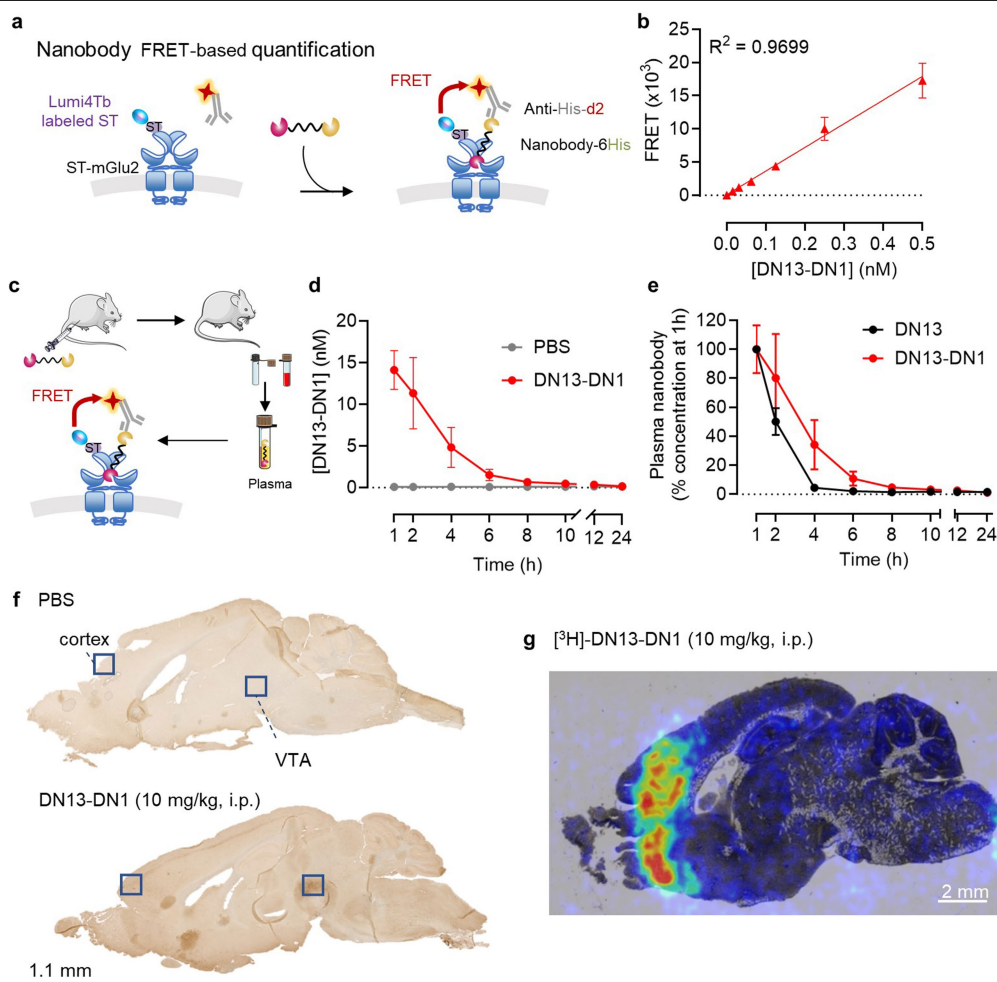 a
Nanobody FRET-based quantification
Lumi4Tb
labeled ST
ST
ST-mGlu2
FRET
ST
Anti-His-d2
Nanobody-6His
b
R² = 0.9699
FRET (x10³)
25
20
15
10
5
0
0.0 0.1 0.2 0.3 0.4 0.5
[DN13-DN1] (nM)
c
FRET
ST
Plasma
d
[DN13-DN1] (nM)
20
15
10
5
0
PBS
DN13-DN1
1 2 4 6 8 10 12 24
Time (h)
e
Plasma nanobody
(% concentration at 1h)
120
100
80
60
40
20
0
DN13
DN13-DN1
1 2 4 6 8 10 12 24
Time (h)
f
PBS
cortex
VTA
DN13-DN1 (10 mg/kg, i.p.)
1.1 mm
g
[³H]-DN13-DN1 (10 mg/kg, i.p.)
2 mm